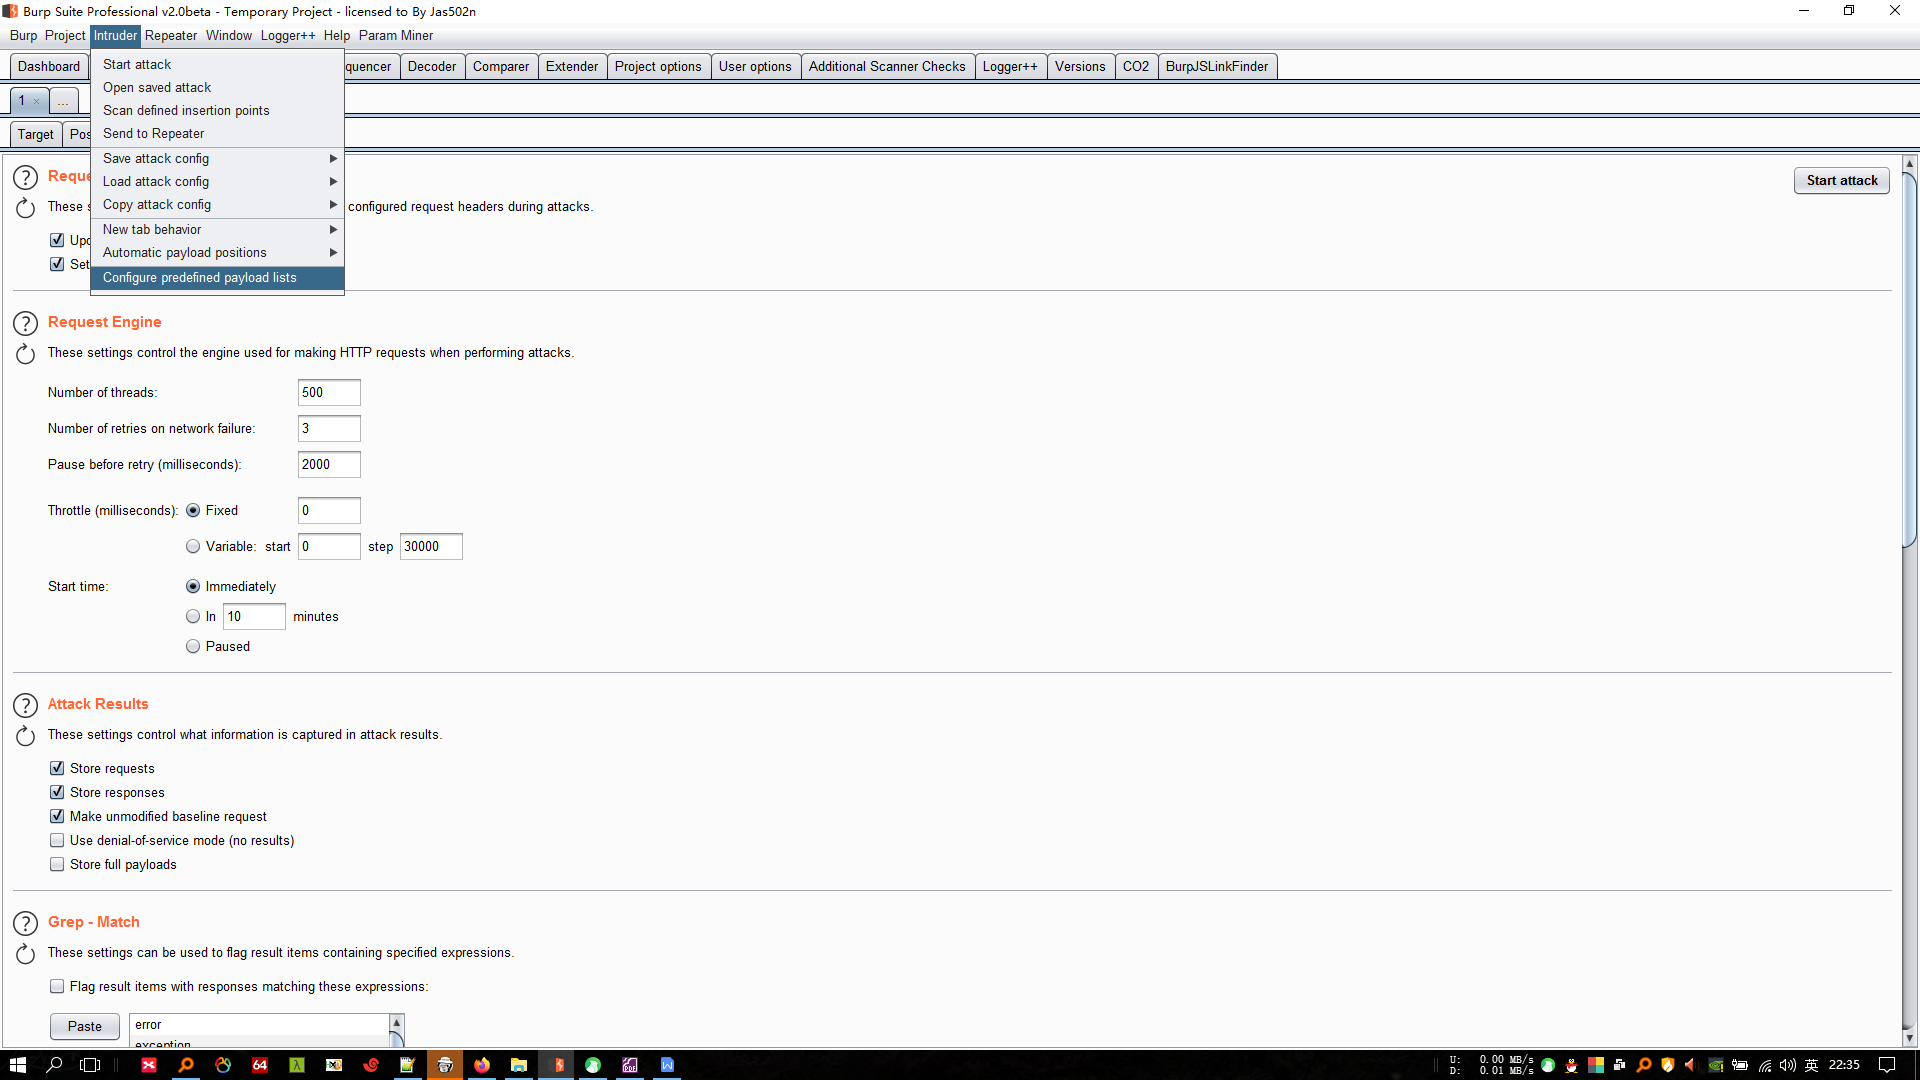 Burp Suite Professional v2.0beta - Temporary Project - licensed to By Jas502n
Burp Project Intruder Repeater Window Logger++ Help Param Miner
Dashboard quencer Decoder Comparer Extender Project options User options Additional Scanner Checks Logger++ Versions CO2 BurpJSLinkFinder
Start attack
Open saved attack
1 × ...
Scan defined insertion points
Target Pos
Send to Repeater
Save attack config
Reque
Start attack
Load attack config
These s
Copy attack config
configured request headers during attacks.
New tab behavior
Upd
Automatic payload positions
Set
Configure predefined payload lists
Request Engine
These settings control the engine used for making HTTP requests when performing attacks.
Number of threads: 500
Number of retries on network failure: 3
Pause before retry (milliseconds): 2000
Throttle (milliseconds): Fixed 0
Variable: start 0 step 30000
Start time: Immediately
In 10 minutes
Paused
Attack Results
These settings control what information is captured in attack results.
Store requests
Store responses
Make unmodified baseline request
Use denial-of-service mode (no results)
Store full payloads
Grep - Match
These settings can be used to flag result items containing specified expressions.
Flag result items with responses matching these expressions:
Paste error
exception
64
PDF
U: 0.00 MB/s
D: 0.01 MB/s
英 22:35